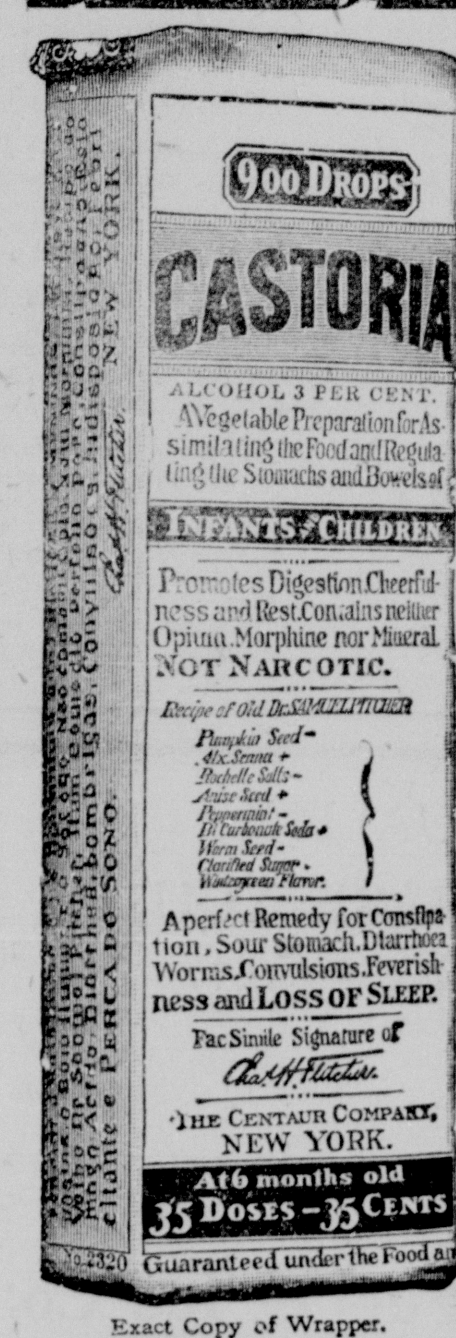 900 DROPS
CASTORIA
ALCOHOL 3 PER CENT.
AVegetable Preparation for As-
similating the Food and Regula-
ting the Stomachs and Bowels of
INFANTS & CHILDREN
Promotes Digestion.Cheerful-
ness and Rest.Contains neither
Opium.Morphine nor Mineral.
NOT NARCOTIC.
Recipe of Old Dr.SAMUEL PITCHER
Pumpkin Seed-
Alx.Senna +
Rochelle Salts-
Anise Seed +
Peppermint-
Bi Carbonate Soda+
Worm Seed-
Clarified Sugar.
Wintergreen Flavor.
Aperfect Remedy for Constipa-
tion, Sour Stomach.Diarrhoea
Worms.Convulsions.Feverish-
ness and LOSS OF SLEEP.
Fac Simile Signature of
Chas. H. Fletcher.
THE CENTAUR COMPANY,
NEW YORK.
At 6 months old
35 DOSES - 35 CENTS
Guaranteed under the Food an
citante e PERCA DO SONO.
Chas. H. Fletcher.
NEW YORK.
No. 2320
Exact Copy of Wrapper.